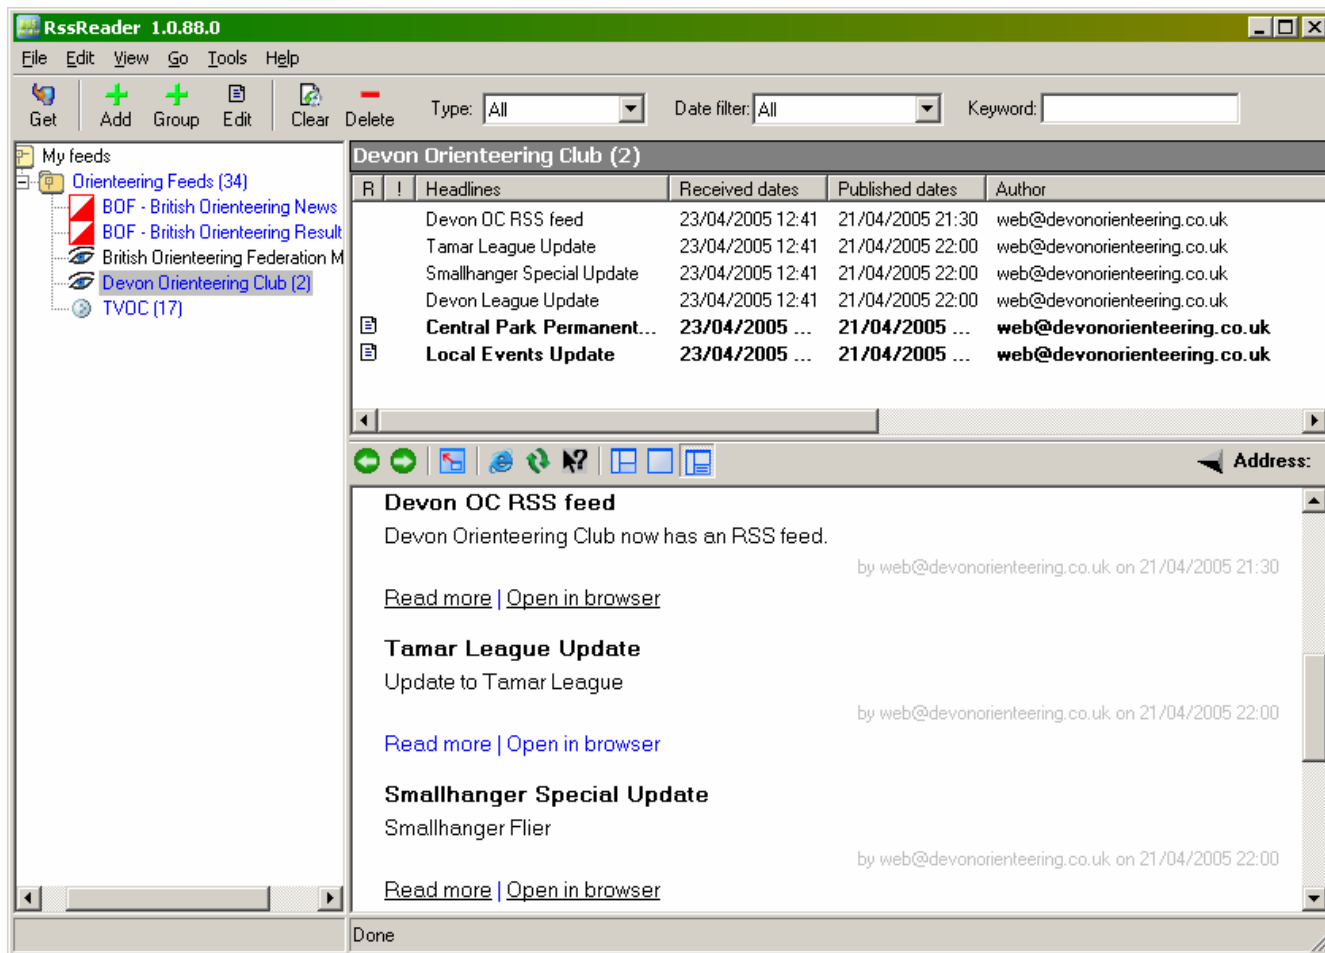 RssReader 1.0.88.0
File Edit View Go Tools Help
Get Add Group Edit Clear Delete Type: All Date filter: All Keyword:
My feeds
Orienteering Feeds (34)
BOF - British Orienteering News
BOF - British Orienteering Result
British Orienteering Federation M
Devon Orienteering Club (2)
TVOC (17)
Devon Orienteering Club (2)
R ! Headlines Received dates Published dates Author
Devon OC RSS feed 23/04/2005 12:41 21/04/2005 21:30 web@devonorienteering.co.uk
Tamar League Update 23/04/2005 12:41 21/04/2005 22:00 web@devonorienteering.co.uk
Smallhanger Special Update 23/04/2005 12:41 21/04/2005 22:00 web@devonorienteering.co.uk
Devon League Update 23/04/2005 12:41 21/04/2005 22:00 web@devonorienteering.co.uk
Central Park Permanent... 23/04/2005 ... 21/04/2005 ... web@devonorienteering.co.uk
Local Events Update 23/04/2005 ... 21/04/2005 ... web@devonorienteering.co.uk
Address:
Devon OC RSS feed
Devon Orienteering Club now has an RSS feed.
by web@devonorienteering.co.uk on 21/04/2005 21:30
Read more | Open in browser
Tamar League Update
Update to Tamar League
by web@devonorienteering.co.uk on 21/04/2005 22:00
Read more | Open in browser
Smallhanger Special Update
Smallhanger Flier
by web@devonorienteering.co.uk on 21/04/2005 22:00
Read more | Open in browser
Done